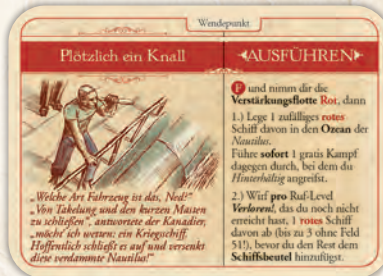 Wendepunkt
Plötzlich ein Knall
AUSFÜHREN
„Welche Art Fahrzeug ist das, Ned?"
„Von Takelung und den kurzen Masten
zu schließen", antwortete der Kanadier,
„möcht' ich wetten: ein Kriegsschiff.
Hoffentlich schließt es auf und versenkt
diese verdammte Nautilus!"
F und nimm dir die
Verstärkungsflotte Rot, dann
1.) Lege 1 zufälliges rotes
Schiff davon in den Ozean der
Nautilus.
Führe sofort 1 gratis Kampf
dagegen durch, bei dem du
Hinterhältig angreifst.
2.) Wirf pro Ruf-Level
Verloren!, das du noch nicht
erreicht hast, 1 rotes Schiff
davon ab (bis zu 3 ohne Feld
51!), bevor du den Rest dem
Schiffsbeutel hinzufügst.